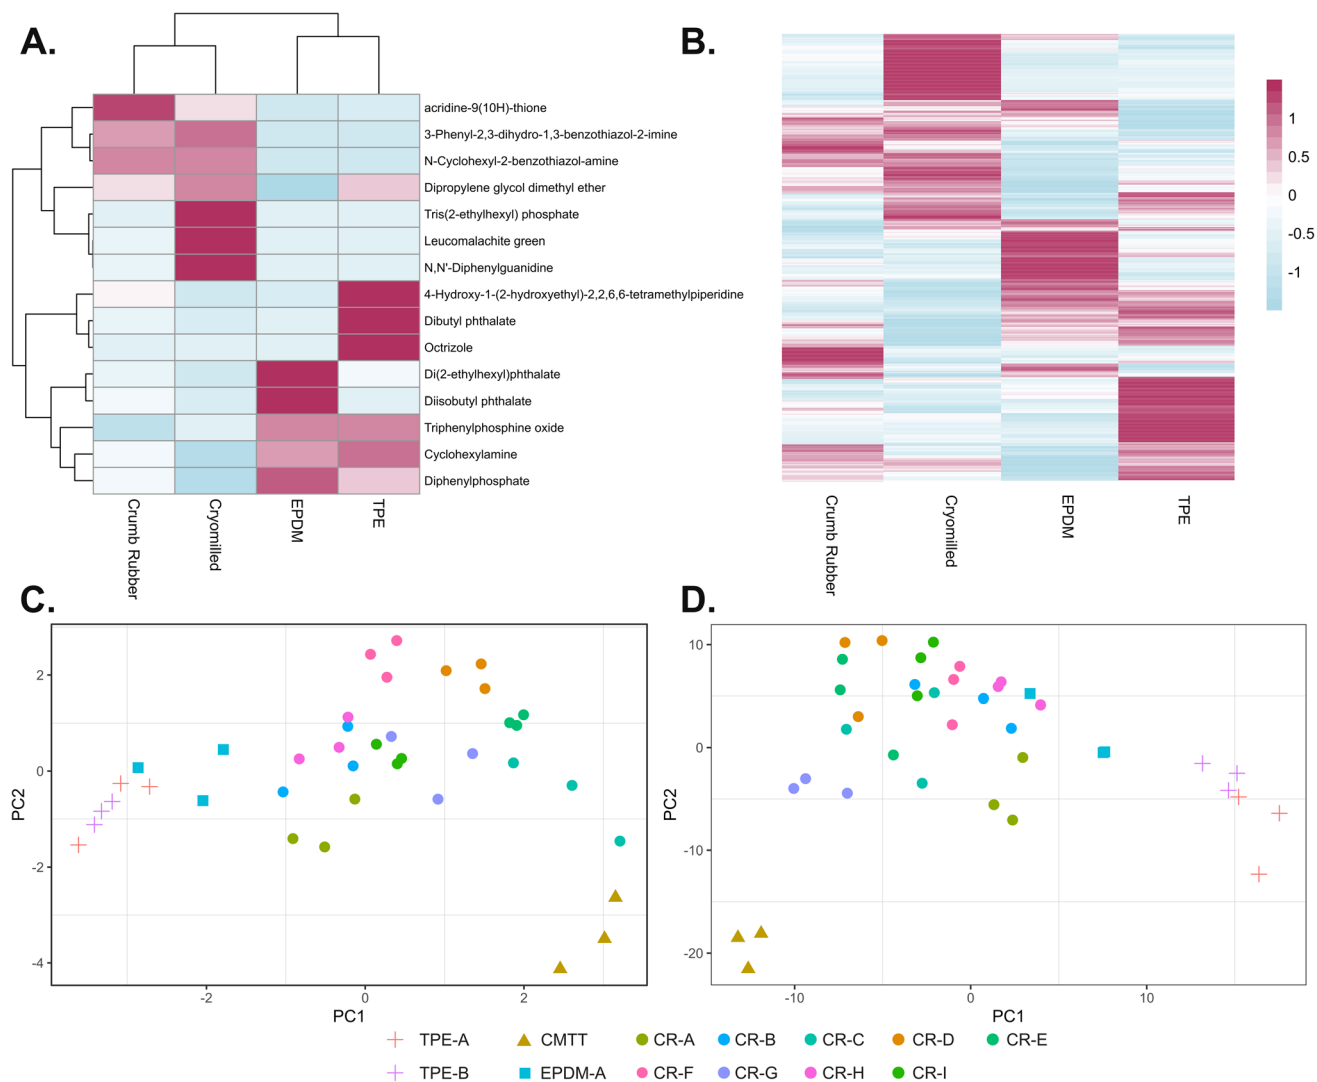 A.
B.
acridine-9(10H)-thione
3-Phenyl-2,3-dihydro-1,3-benzothiazol-2-imine
N-Cyclohexyl-2-benzothiazol-amine
Dipropylene glycol dimethyl ether
Tris(2-ethylhexyl) phosphate
Leucomalachite green
N,N'-Diphenylguanidine
4-Hydroxy-1-(2-hydroxyethyl)-2,2,6,6-tetramethylpiperidine
Dibutyl phthalate
Octrizole
Di(2-ethylhexyl)phthalate
Diisobutyl phthalate
Triphenylphosphine oxide
Cyclohexylamine
Diphenylphosphate
Crumb Rubber
Cryomilled
EPDM
TPE
1
0.5
0
-0.5
-1
Crumb Rubber
Cryomilled
EPDM
TPE
C.
2
0
-2
-4
PC2
-2
0
2
PC1
D.
10
0
-10
-20
PC2
-10
0
10
PC1
TPE-A
CMTT
CR-A
CR-B
CR-C
CR-D
CR-E
TPE-B
EPDM-A
CR-F
CR-G
CR-H
CR-I